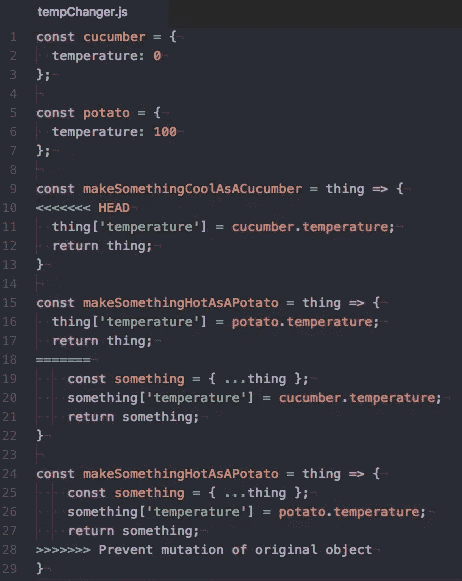 tempChanger.js
1 const cucumber = {
2   temperature: 0
3 };
4
5 const potato = {
6   temperature: 100
7 };
8
9 const makeSomethingCoolAsACucumber = thing => {
10 <<<<<<< HEAD
11   thing['temperature'] = cucumber.temperature;
12   return thing;
13 }
14
15 const makeSomethingHotAsAPotato = thing => {
16   thing['temperature'] = potato.temperature;
17   return thing;
18 =======
19     const something = { ...thing };
20     something['temperature'] = cucumber.temperature;
21     return something;
22 }
23
24 const makeSomethingHotAsAPotato = thing => {
25     const something = { ...thing };
26     something['temperature'] = potato.temperature;
27     return something;
28 >>>>>>> Prevent mutation of original object
29 }